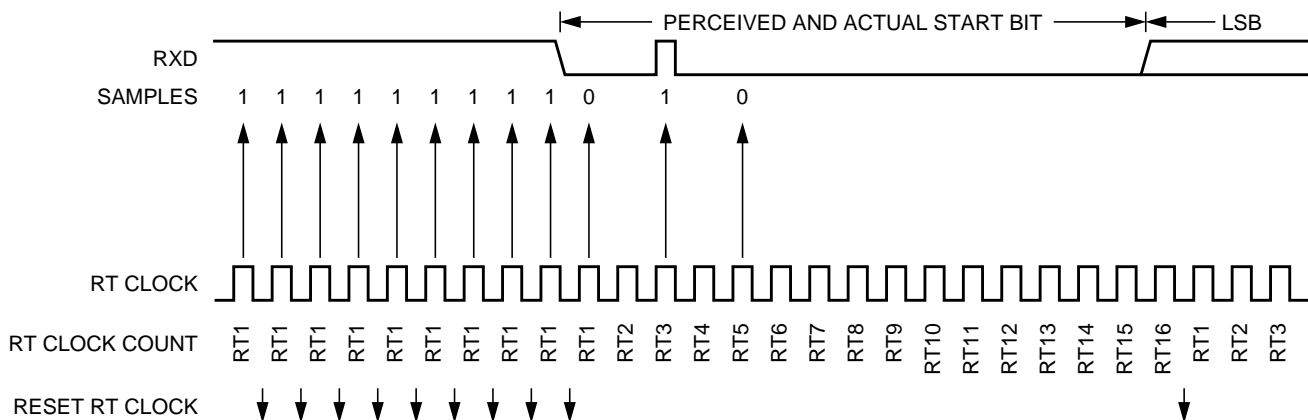 PERCEIVED AND ACTUAL START BIT LSB
RXD
SAMPLES 1 1 1 1 1 1 1 1 1 0 1 0
RT CLOCK
RT CLOCK COUNT RT1 RT1 RT1 RT1 RT1 RT1 RT1 RT1 RT1 RT1 RT2 RT3 RT4 RT5 RT6 RT7 RT8 RT9 RT10 RT11 RT12 RT13 RT14 RT15 RT16 RT1 RT2 RT3
RESET RT CLOCK